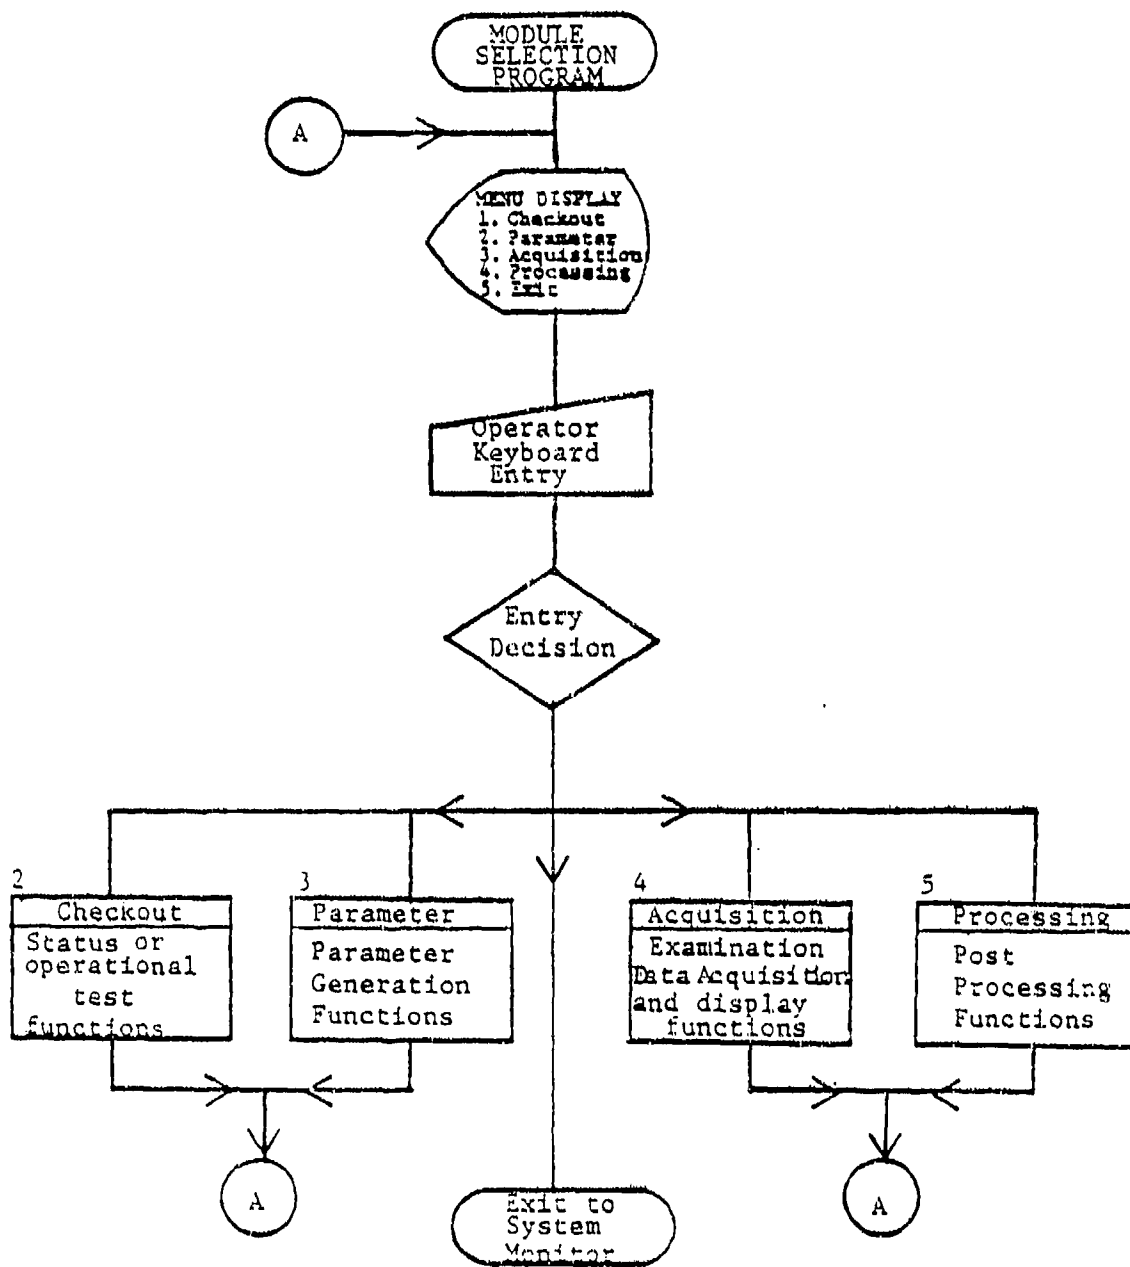 MODULE
SELECTION
PROGRAM
A
MENU DISPLAY
1. Checkout
2. Parameter
3. Acquisition
4. Processing
5. Exit
Operator
Keyboard
Entry
Entry
Decision
2
Checkout
Status or
operational
test
functions
3
Parameter
Parameter
Generation
Functions
4
Acquisition
Examination
Data Acquisition
and display
functions
5
Processing
Post
Processing
Functions
A
A
Exit to
System
Monitor